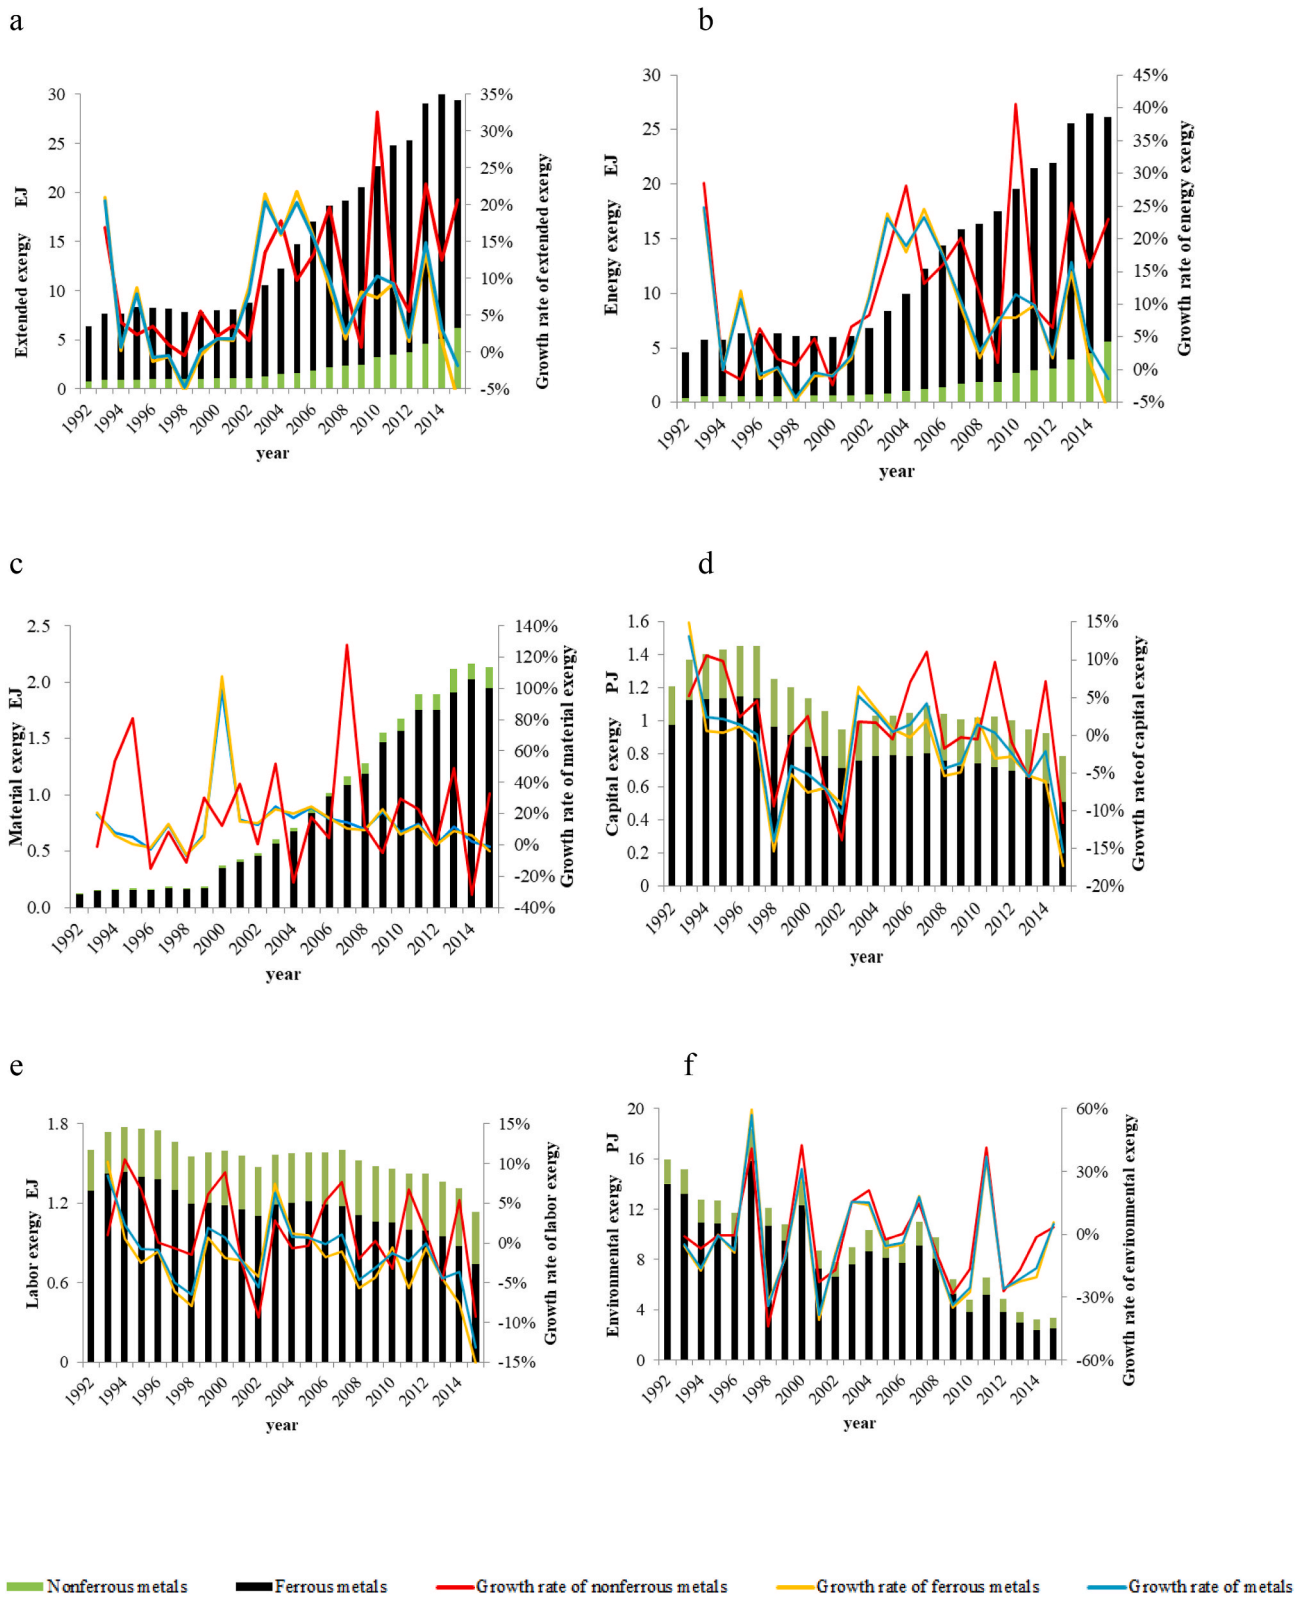 a
b
Extended exergy EJ
30
25
20
15
10
5
0
35%
30%
25%
20%
15%
10%
5%
0%
-5%
Growth rate of extended exergy
1992 1994 1996 1998 2000 2002 2004 2006 2008 2010 2012 2014
year
Energy exergy EJ
30
25
20
15
10
5
0
45%
40%
35%
30%
25%
20%
15%
10%
5%
0%
-5%
Growth rate of energy exergy
1992 1994 1996 1998 2000 2002 2004 2006 2008 2010 2012 2014
year
c
d
Material exergy EJ
2.5
2.0
1.5
1.0
0.5
0.0
140%
120%
100%
80%
60%
40%
20%
0%
-20%
-40%
Growth rate of material exergy
1992 1994 1996 1998 2000 2002 2004 2006 2008 2010 2012 2014
year
Capital exergy PJ
1.6
1.4
1.2
1
0.8
0.6
0.4
0.2
0
15%
10%
5%
0%
-5%
-10%
-15%
-20%
Growth rateof capital exergy
1992 1994 1996 1998 2000 2002 2004 2006 2008 2010 2012 2014
year
e
f
Labor exergy EJ
1.8
1.2
0.6
0
15%
10%
5%
0%
-5%
-10%
-15%
Growth rate of labor exergy
1992 1994 1996 1998 2000 2002 2004 2006 2008 2010 2012 2014
year
Environmental exergy PJ
20
16
12
8
4
0
60%
30%
0%
-30%
-60%
Growth rate of environmental exergy
1992 1994 1996 1998 2000 2002 2004 2006 2008 2010 2012 2014
year
Nonferrous metals Ferrous metals Growth rate of nonferrous metals Growth rate of ferrous metals Growth rate of metals